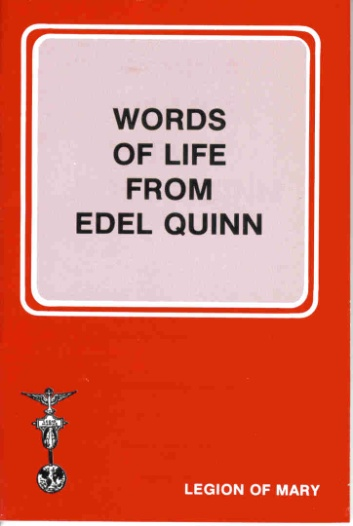 WORDS
OF LIFE
FROM
EDEL QUINN
LEGION OF MARY